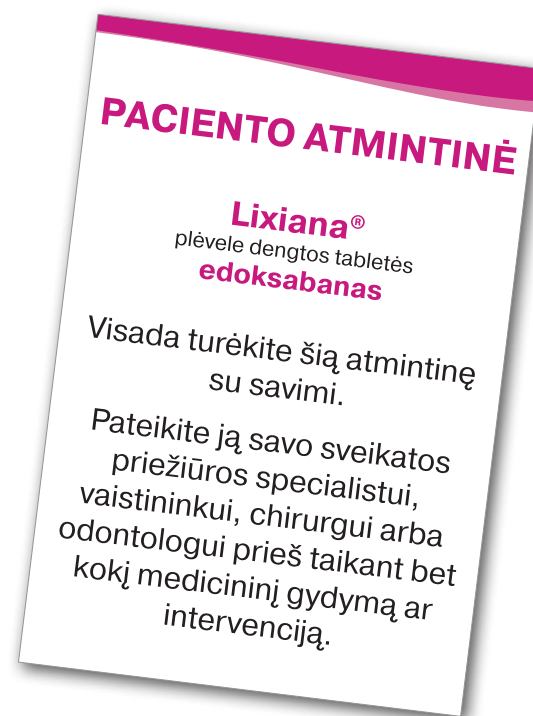 PACIENTO ATMINTINĖ
Lixiana®
plėvele dengtos tabletės
edoksabanas
Visada turėkite šią atmintinę
su savimi.
Pateikite ją savo sveikatos
priežiūros specialistui,
vaistininkui, chirurgui arba
odontologui prieš taikant bet
kokį medicininį gydymą ar
intervenciją.